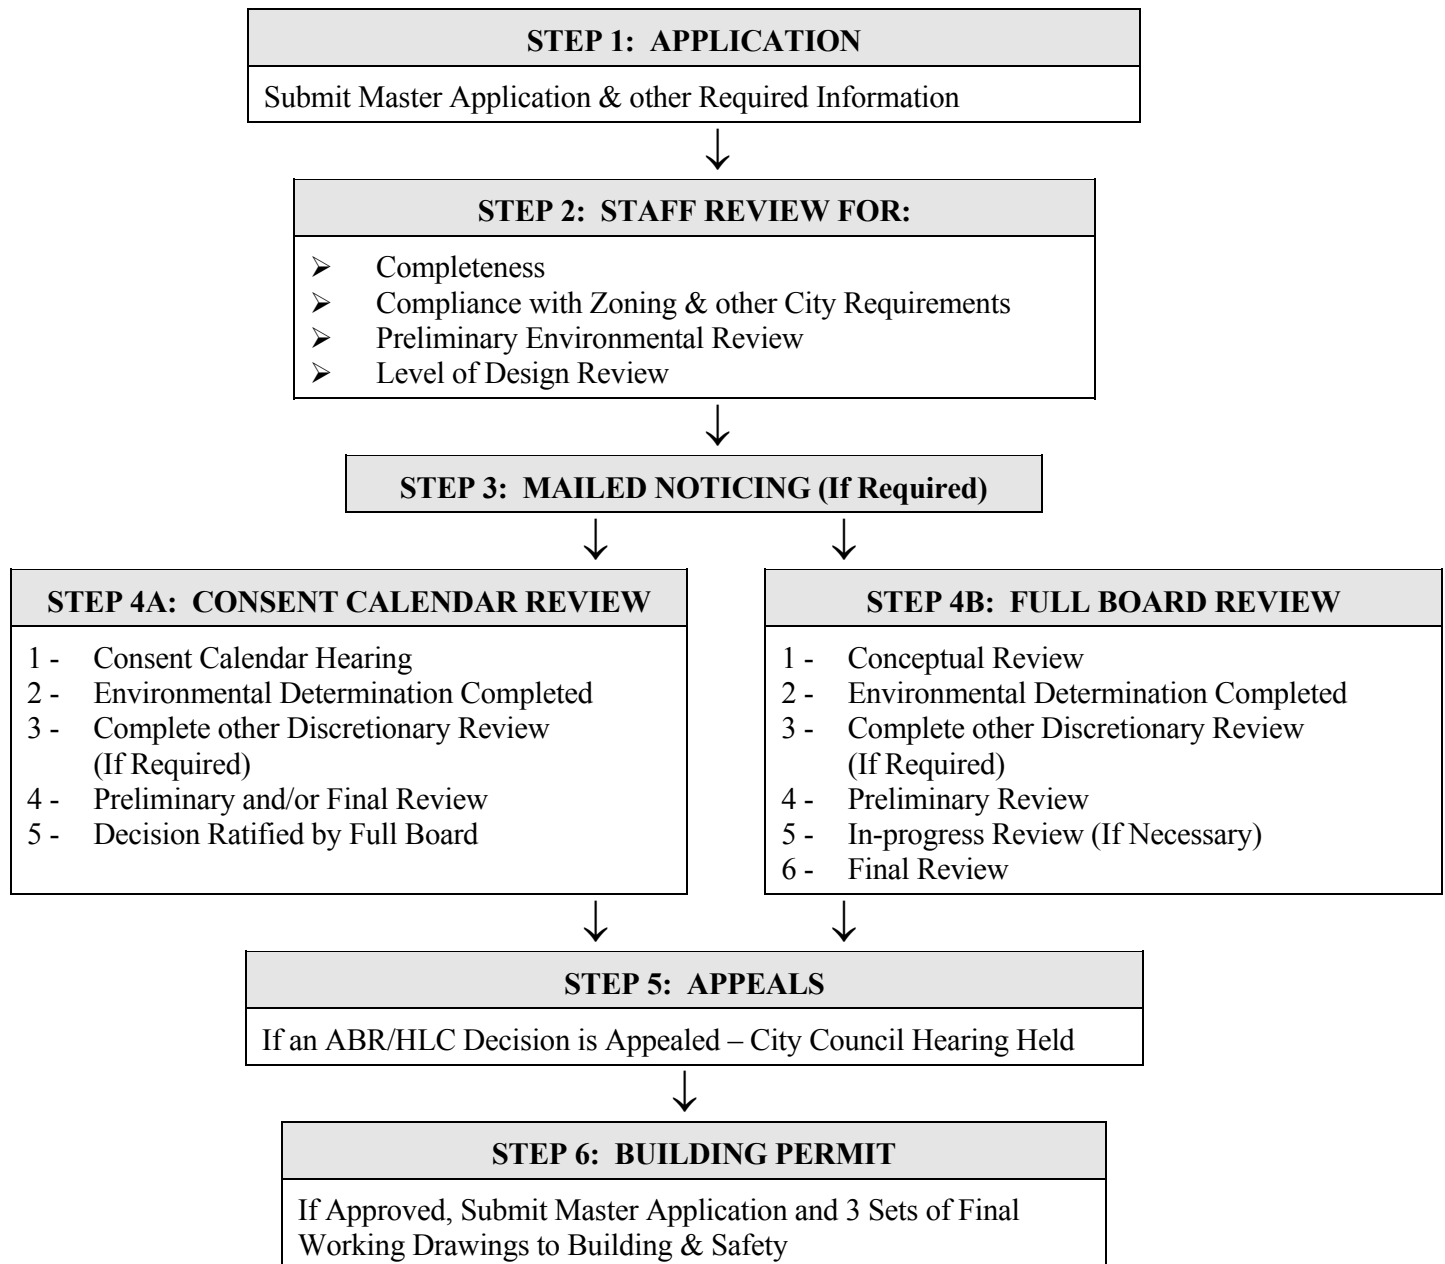 STEP 1: APPLICATION
Submit Master Application & other Required Information
↓
STEP 2: STAFF REVIEW FOR:
➢ Completeness
➢ Compliance with Zoning & other City Requirements
➢ Preliminary Environmental Review
➢ Level of Design Review
↓
STEP 3: MAILED NOTICING (If Required)
↓ ↓
STEP 4A: CONSENT CALENDAR REVIEW
1 - Consent Calendar Hearing
2 - Environmental Determination Completed
3 - Complete other Discretionary Review
(If Required)
4 - Preliminary and/or Final Review
5 - Decision Ratified by Full Board
STEP 4B: FULL BOARD REVIEW
1 - Conceptual Review
2 - Environmental Determination Completed
3 - Complete other Discretionary Review
(If Required)
4 - Preliminary Review
5 - In-progress Review (If Necessary)
6 - Final Review
↓ ↓
STEP 5: APPEALS
If an ABR/HLC Decision is Appealed – City Council Hearing Held
↓
STEP 6: BUILDING PERMIT
If Approved, Submit Master Application and 3 Sets of Final
Working Drawings to Building & Safety